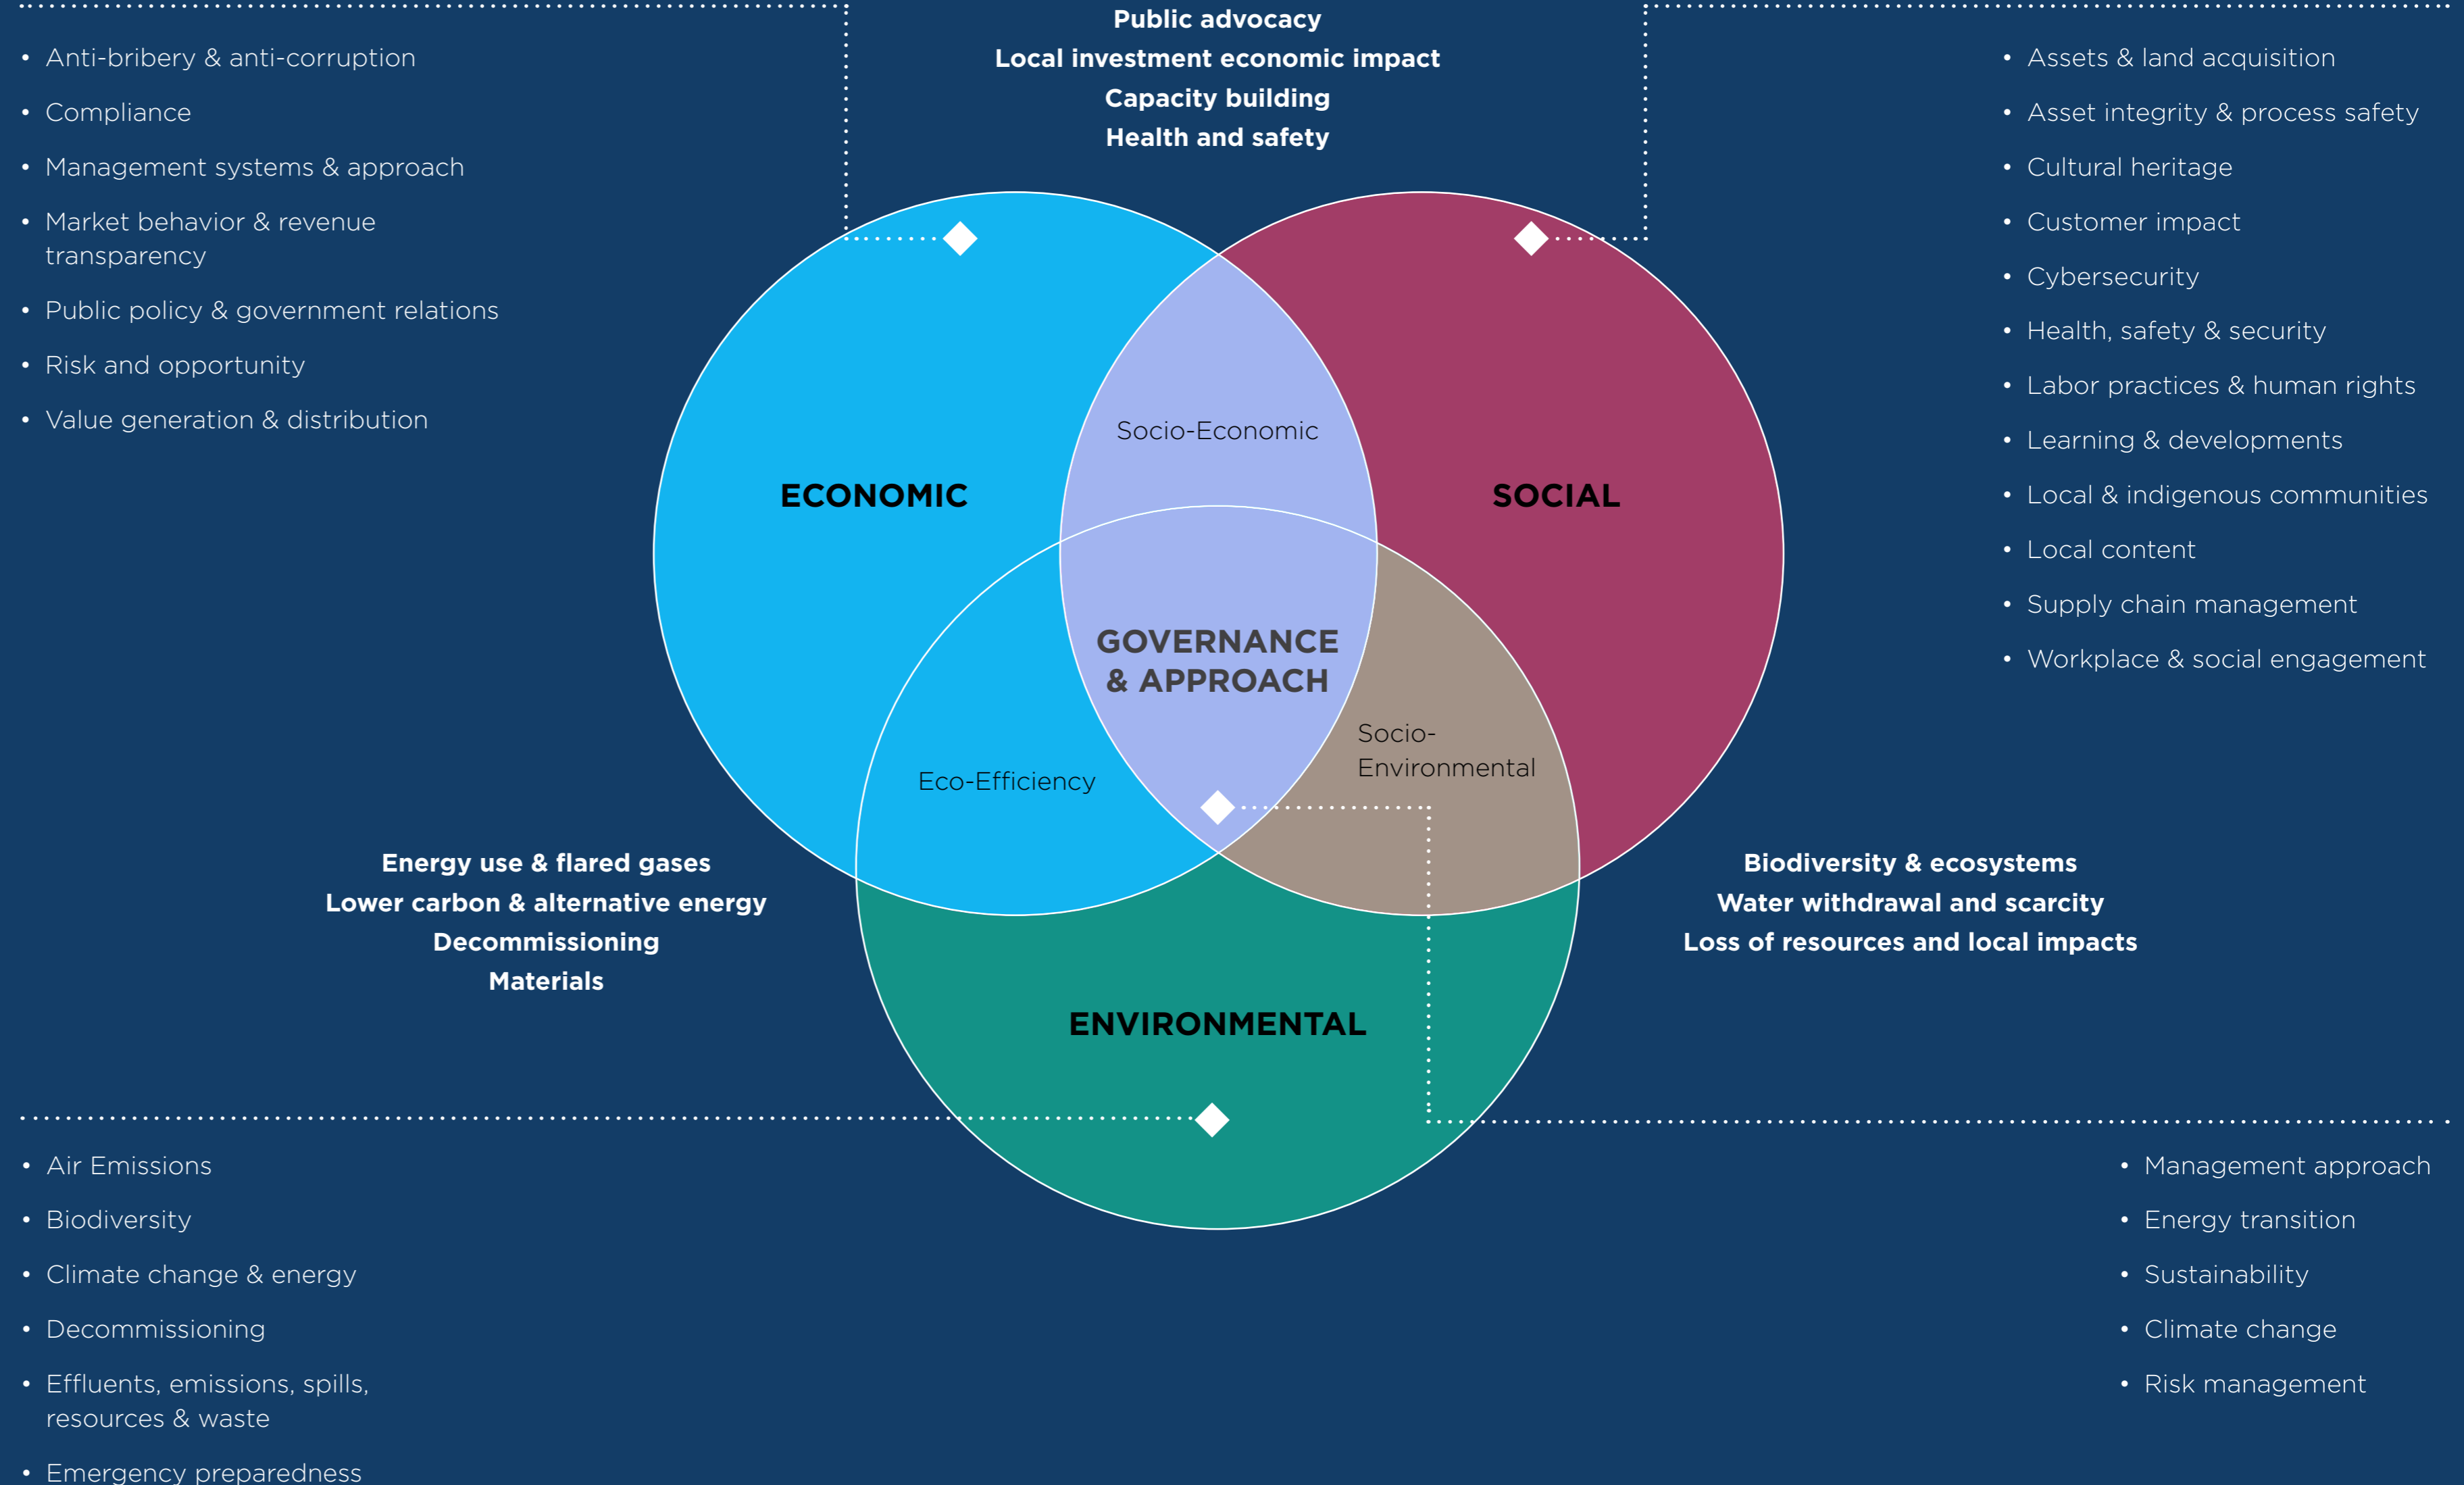 Public advocacy
Local investment economic impact
Capacity building
Health and safety
• Anti-bribery & anti-corruption
• Compliance
• Management systems & approach
• Market behavior & revenue
transparency
• Public policy & government relations
• Risk and opportunity
• Value generation & distribution
• Assets & land acquisition
• Asset integrity & process safety
• Cultural heritage
• Customer impact
• Cybersecurity
• Health, safety & security
• Labor practices & human rights
• Learning & developments
• Local & indigenous communities
• Local content
• Supply chain management
• Workplace & social engagement
Socio-Economic
ECONOMIC
SOCIAL
GOVERNANCE
& APPROACH
Socio-
Environmental
Eco-Efficiency
Energy use & flared gases
Lower carbon & alternative energy
Decommissioning
Materials
Biodiversity & ecosystems
Water withdrawal and scarcity
Loss of resources and local impacts
ENVIRONMENTAL
• Air Emissions
• Biodiversity
• Climate change & energy
• Decommissioning
• Effluents, emissions, spills,
resources & waste
• Emergency preparedness
• Management approach
• Energy transition
• Sustainability
• Climate change
• Risk management